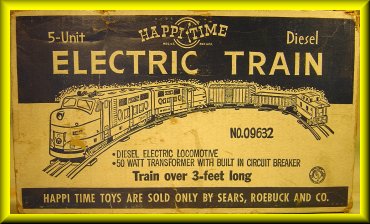 HAPPI TIME
5-Unit
Diesel
ELECTRIC TRAIN
NO.09632
•DIESEL ELECTRIC LOCOMOTIVE
•50 WATT TRANSFORMER WITH BUILT IN CIRCUIT BREAKER
Train over 3-feet long
HAPPI TIME TOYS ARE SOLD ONLY BY SEARS, ROEBUCK AND CO.